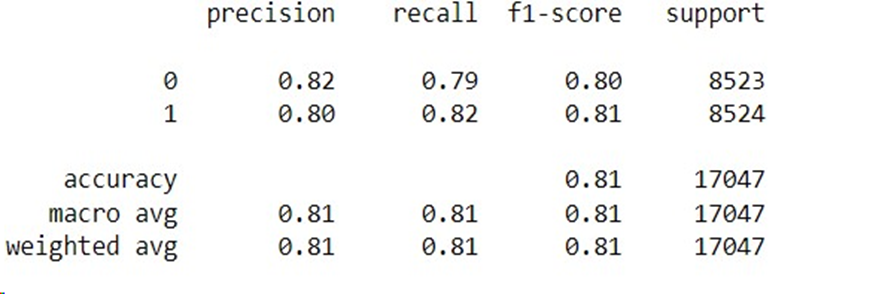 precision recall f1-score support
0 0.82 0.79 0.80 8523
1 0.80 0.82 0.81 8524
accuracy 0.81 17047
macro avg 0.81 0.81 0.81 17047
weighted avg 0.81 0.81 0.81 17047